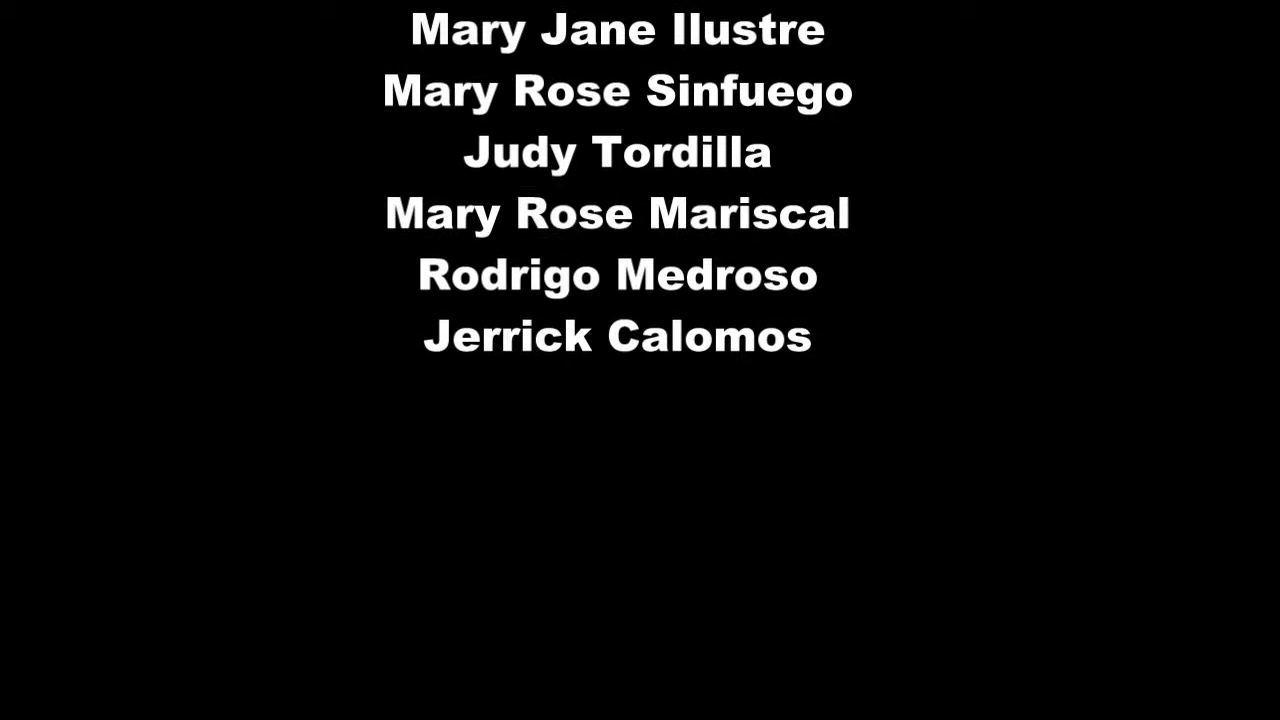 Mary Jane Ilustre
Mary Rose Sinfuego
Judy Tordilla
Mary Rose Mariscal
Rodrigo Medroso
Jerrick Calomos